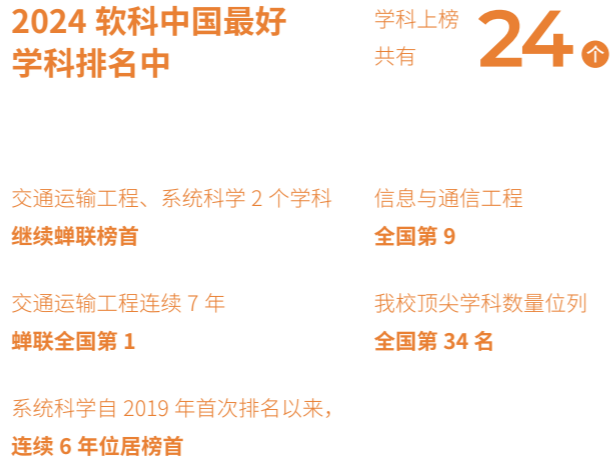 2024 软科中国最好
学科排名中
学科上榜
共有
24个
交通运输工程、系统科学 2 个学科
继续蝉联榜首
信息与通信工程
全国第 9
交通运输工程连续 7 年
蝉联全国第 1
我校顶尖学科数量位列
全国第 34 名
系统科学自 2019 年首次排名以来，
连续 6 年位居榜首